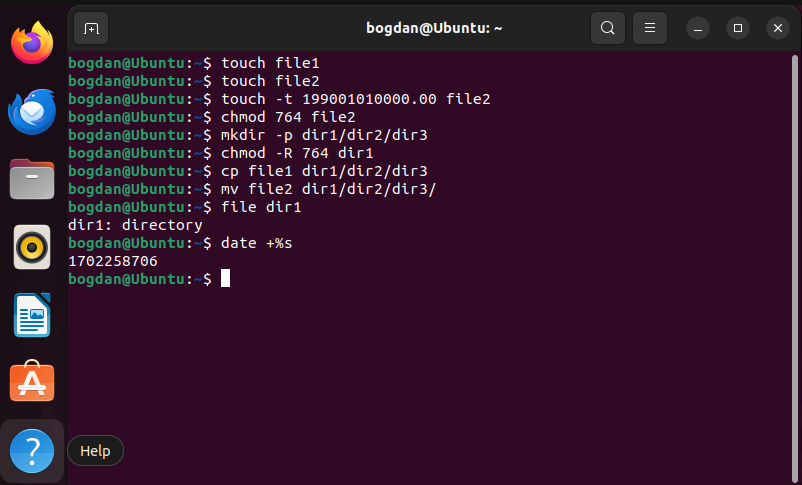 bogdan@Ubuntu: ~
bogdan@Ubuntu:~$ touch file1
bogdan@Ubuntu:~$ touch file2
bogdan@Ubuntu:~$ touch -t 199001010000.00 file2
bogdan@Ubuntu:~$ chmod 764 file2
bogdan@Ubuntu:~$ mkdir -p dir1/dir2/dir3
bogdan@Ubuntu:~$ chmod -R 764 dir1
bogdan@Ubuntu:~$ cp file1 dir1/dir2/dir3
bogdan@Ubuntu:~$ mv file2 dir1/dir2/dir3/
bogdan@Ubuntu:~$ file dir1
dir1: directory
bogdan@Ubuntu:~$ date +%s
1702258706
bogdan@Ubuntu:~$
Help